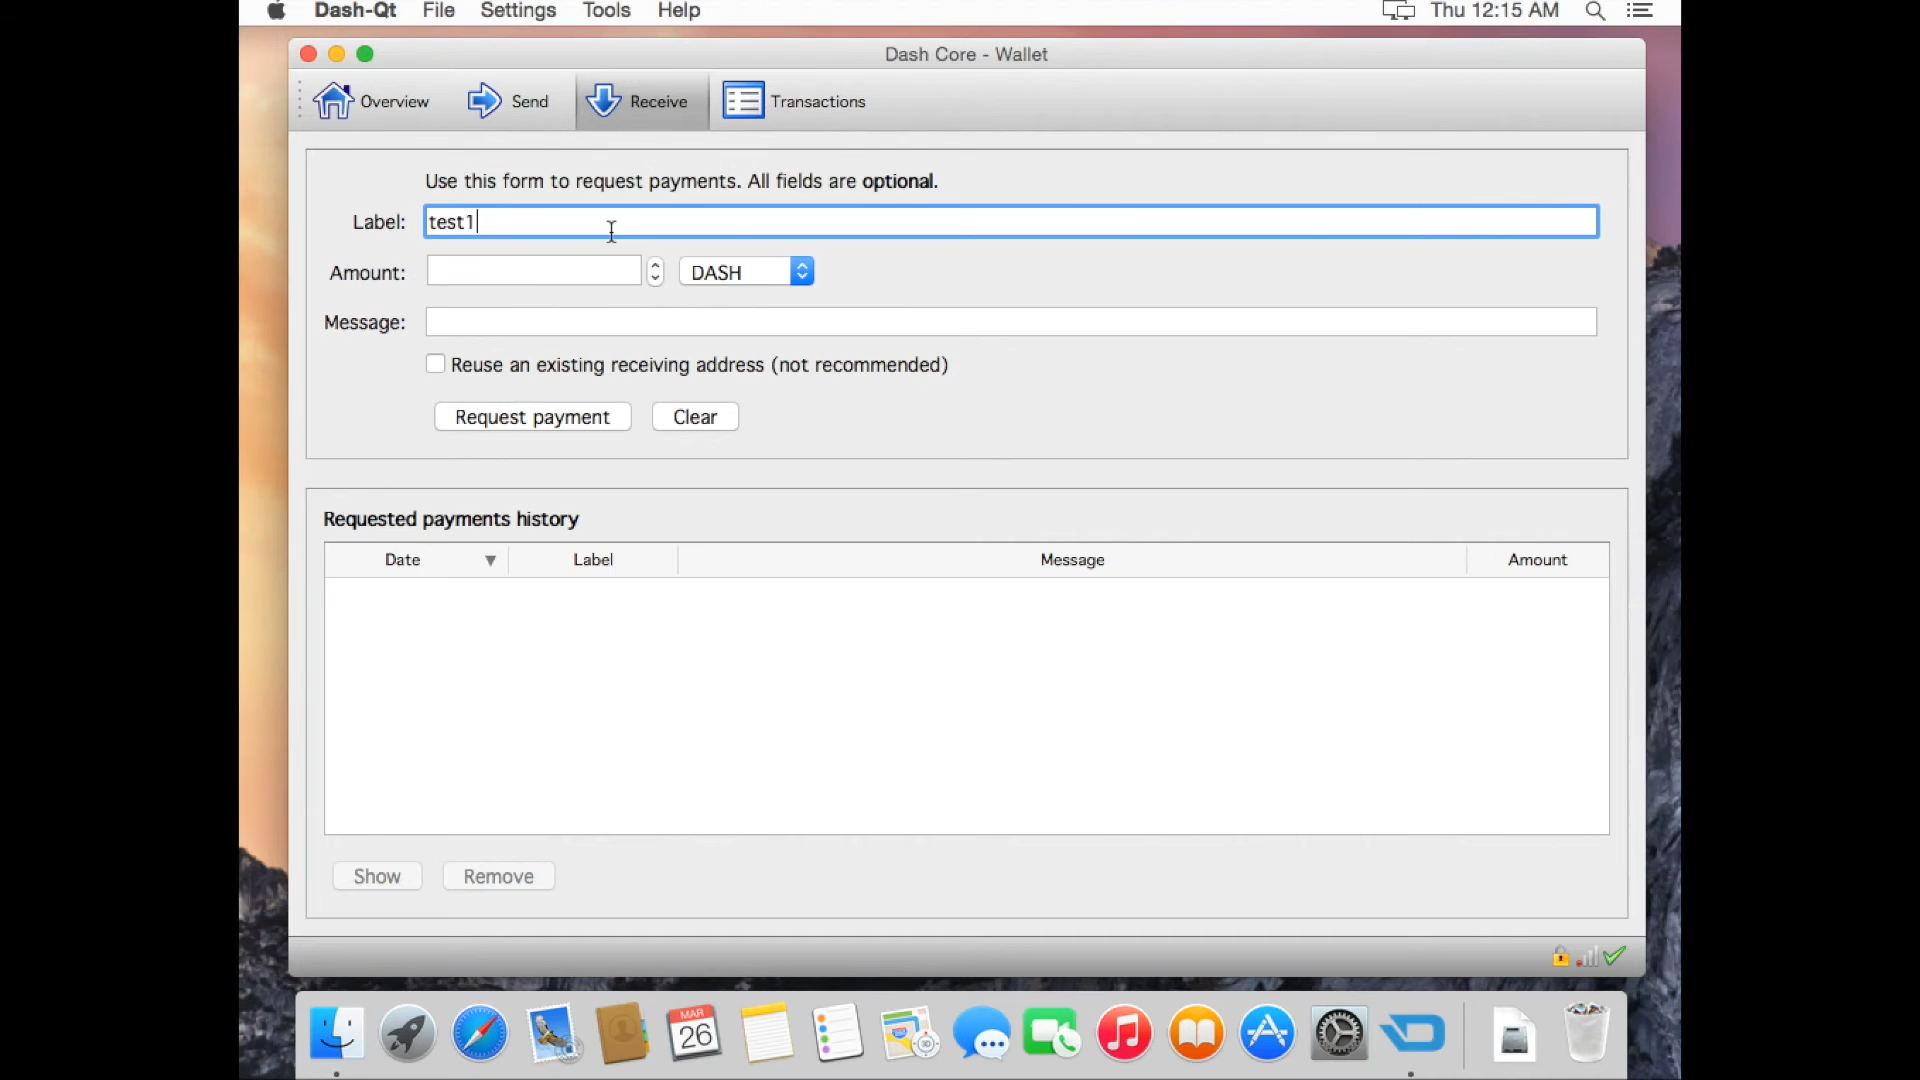 Dash-Qt File Settings Tools Help Thu 12:15 AM
Dash Core - Wallet
Overview Send Receive Transactions
Use this form to request payments. All fields are optional.
Label: test1
Amount: DASH
Message:
Reuse an existing receiving address (not recommended)
Request payment Clear
Requested payments history
Date Label Message Amount
Show Remove
MAR
26